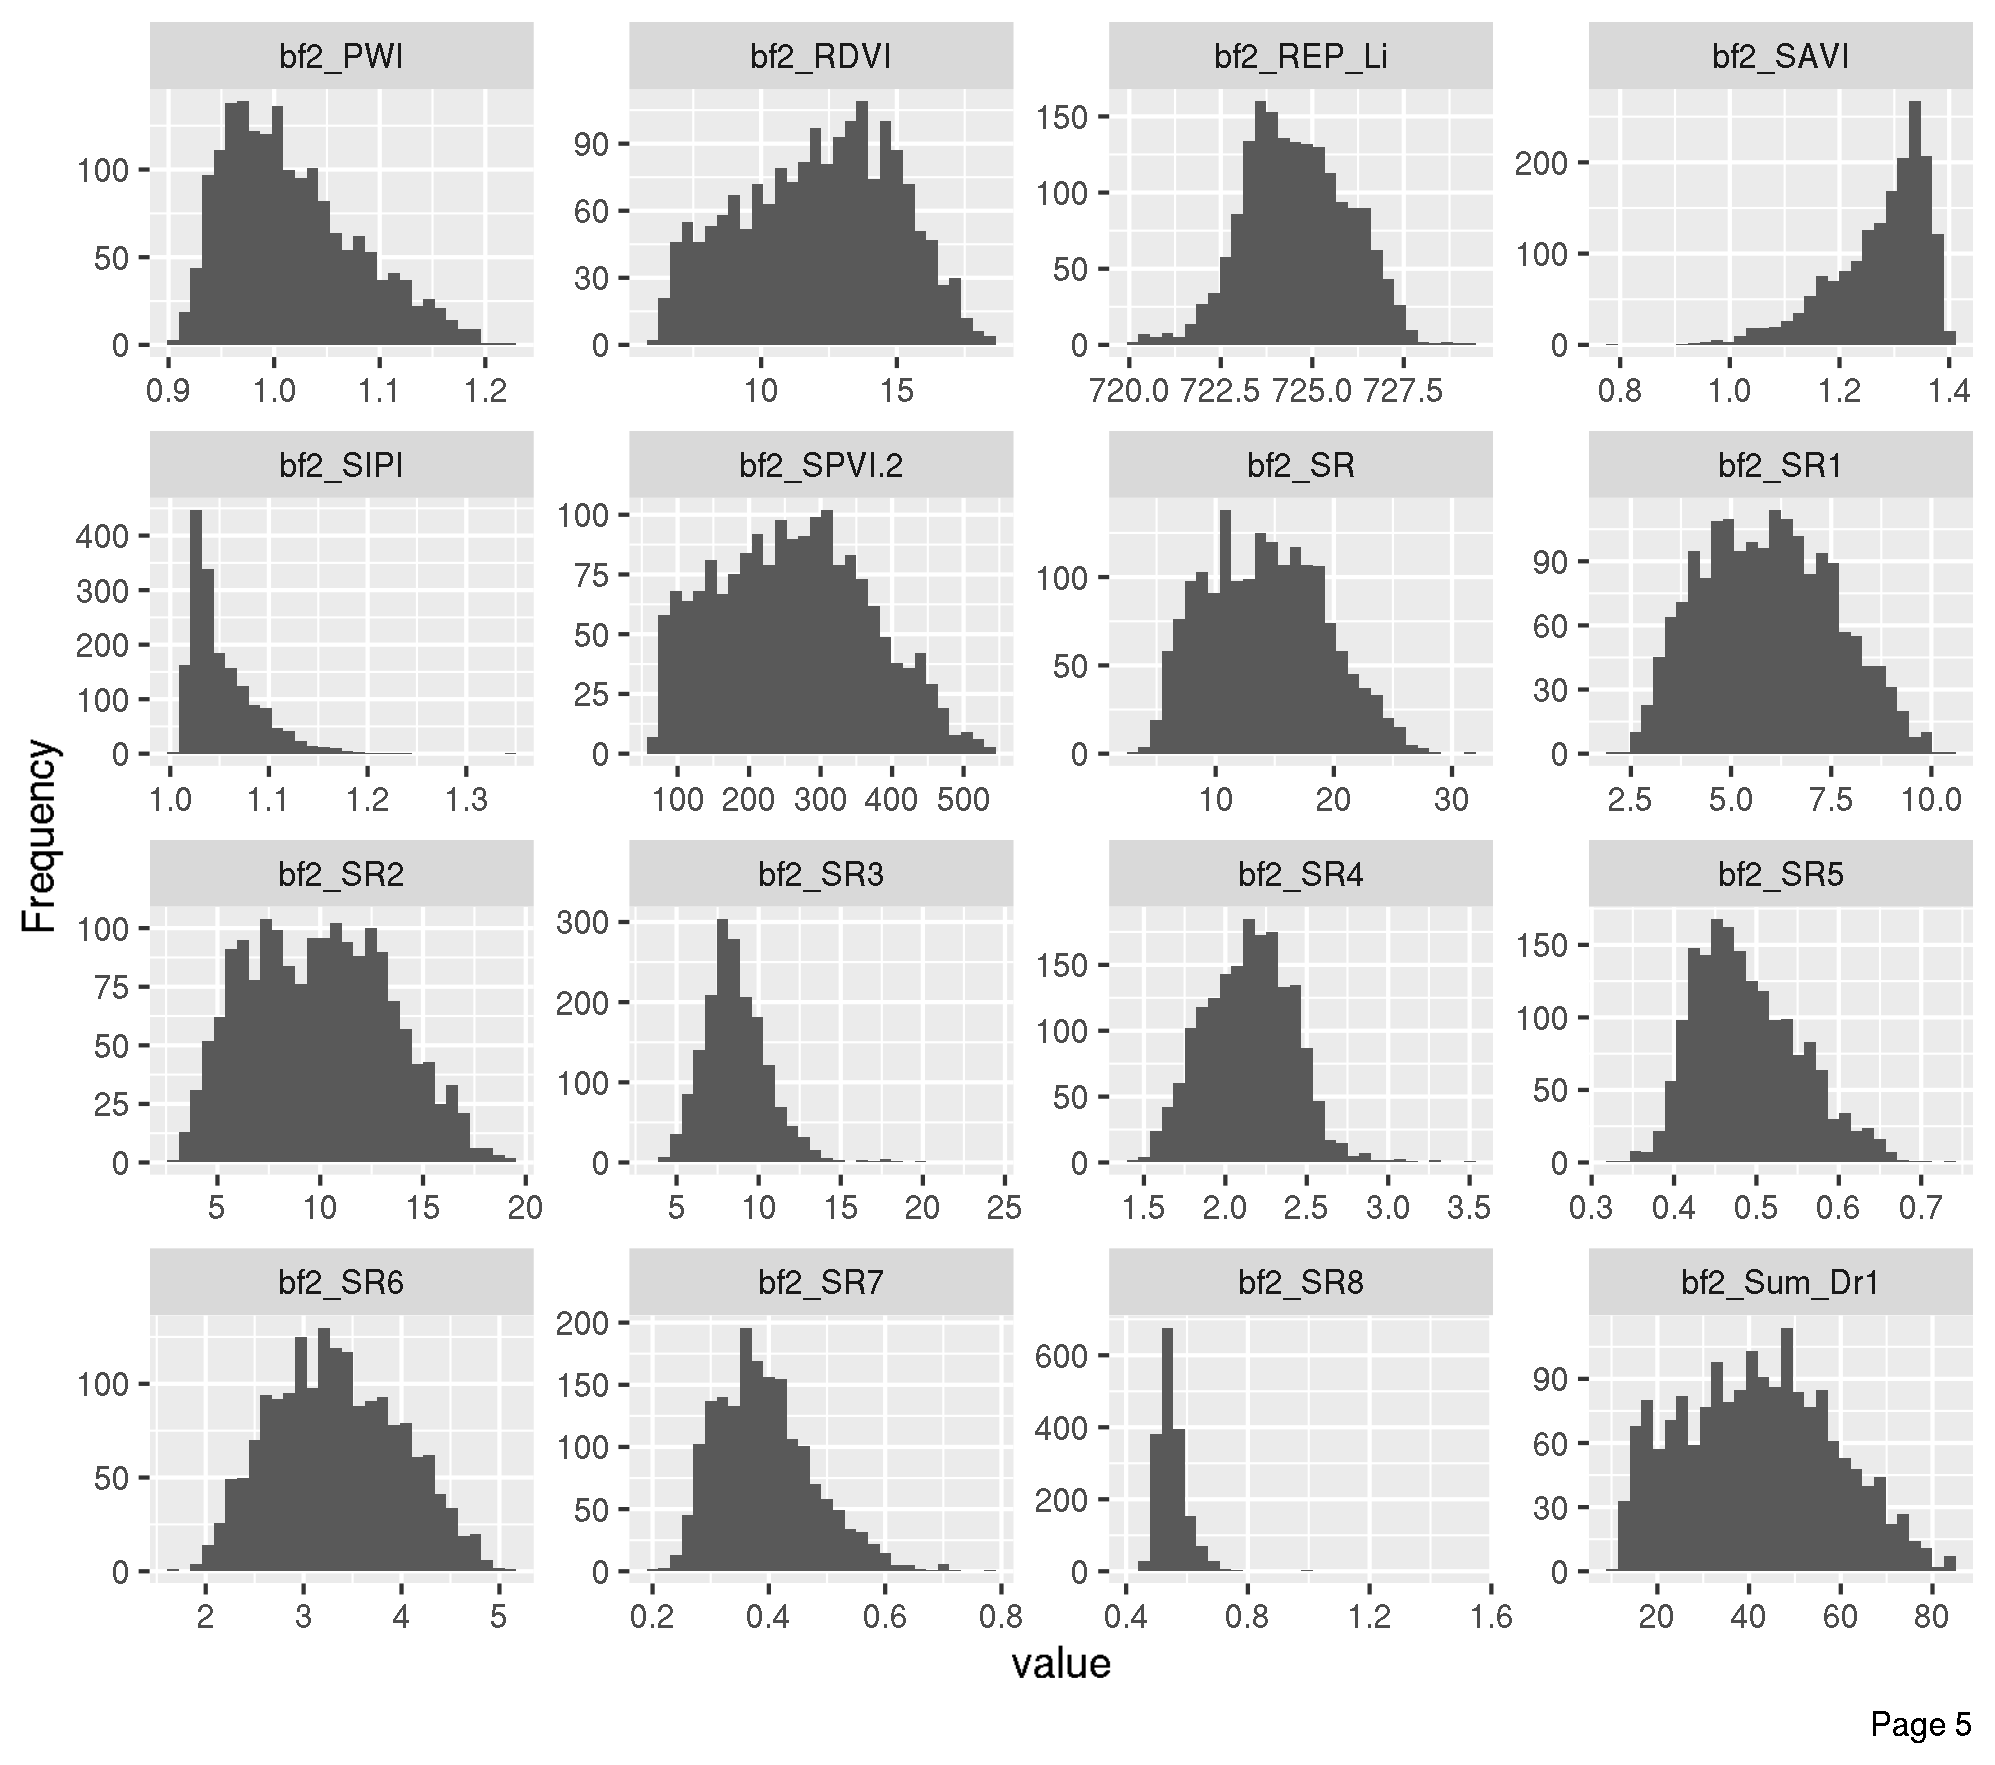 bf2_PWI bf2_RDVI bf2_REP_Li bf2_SAVI
100
50
0
0.9 1.0 1.1 1.2
90
60
30
0
10 15
150
100
50
0
720.0 722.5 725.0 727.5
200
100
0
0.8 1.0 1.2 1.4
bf2_SIPI bf2_SPVI.2 bf2_SR bf2_SR1
400
300
200
100
0
1.0 1.1 1.2 1.3
100
75
50
25
0
100 200 300 400 500
100
50
0
10 20 30
90
60
30
0
2.5 5.0 7.5 10.0
Frequency
bf2_SR2 bf2_SR3 bf2_SR4 bf2_SR5
100
75
50
25
0
5 10 15 20
300
200
100
0
5 10 15 20 25
150
100
50
0
1.5 2.0 2.5 3.0 3.5
150
100
50
0
0.3 0.4 0.5 0.6 0.7
bf2_SR6 bf2_SR7 bf2_SR8 bf2_Sum_Dr1
100
50
0
2 3 4 5
200
150
100
50
0
0.2 0.4 0.6 0.8
600
400
200
0
0.4 0.8 1.2 1.6
90
60
30
0
20 40 60 80
value
Page 5